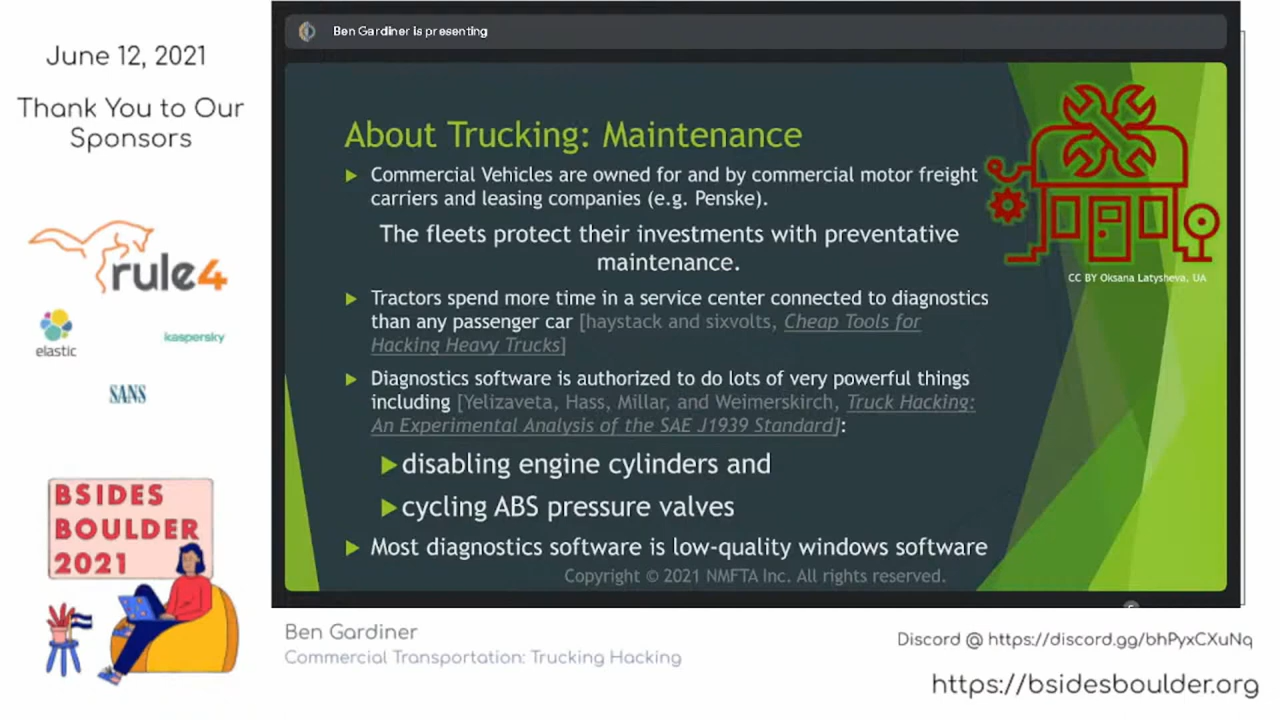 June 12, 2021
Thank You to Our
Sponsors
rule4
elastic
kaspersky
SANS
BSIDES
BOULDER
2021
Ben Gardiner is presenting
About Trucking: Maintenance
Commercial Vehicles are owned for and by commercial motor freight
carriers and leasing companies (e.g. Penske).
The fleets protect their investments with preventative
maintenance.
CC BY Oksana Latysheva, UA
Tractors spend more time in a service center connected to diagnostics
than any passenger car [haystack and sixvolts, Cheap Tools for
Hacking Heavy Trucks]
Diagnostics software is authorized to do lots of very powerful things
including [Yelizaveta, Hass, Millar, and Weimerskirch, Truck Hacking:
An Experimental Analysis of the SAE J1939 Standard]:
disabling engine cylinders and
cycling ABS pressure valves
Most diagnostics software is low-quality windows software
Copyright © 2021 NMFTA Inc. All rights reserved.
Ben Gardiner
Commercial Transportation: Trucking Hacking
Discord @ https://discord.gg/bhPyxCXuNq
https://bsidesboulder.org